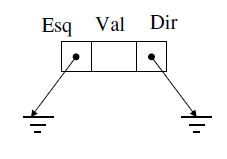 Esq Val Dir